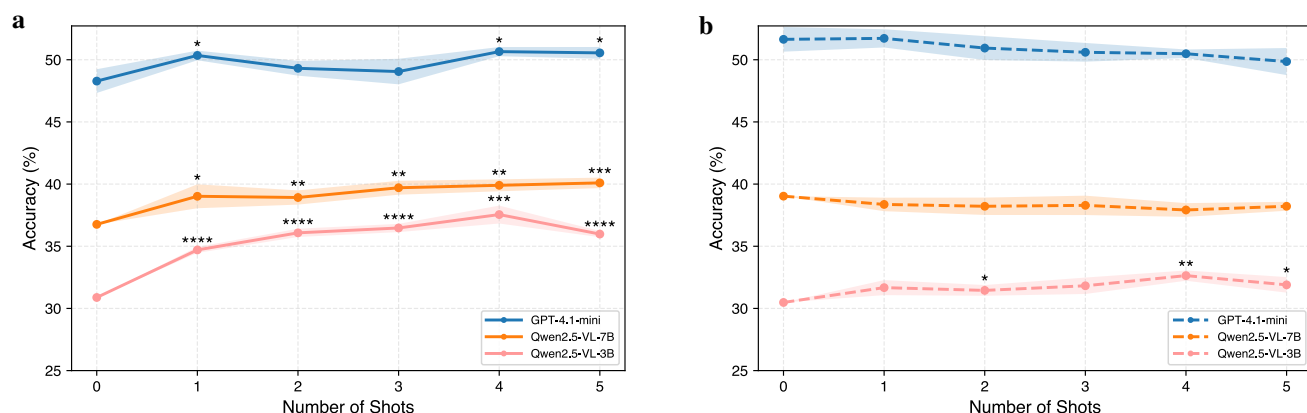 a
50
45
40
35
30
25
Accuracy (%)
* * *
* ** ** ** ***
**** **** **** *** ****
GPT-4.1-mini
Qwen2.5-VL-7B
Qwen2.5-VL-3B
0 1 2 3 4 5
Number of Shots
b
50
45
40
35
30
25
Accuracy (%)
* ** *
GPT-4.1-mini
Qwen2.5-VL-7B
Qwen2.5-VL-3B
0 1 2 3 4 5
Number of Shots